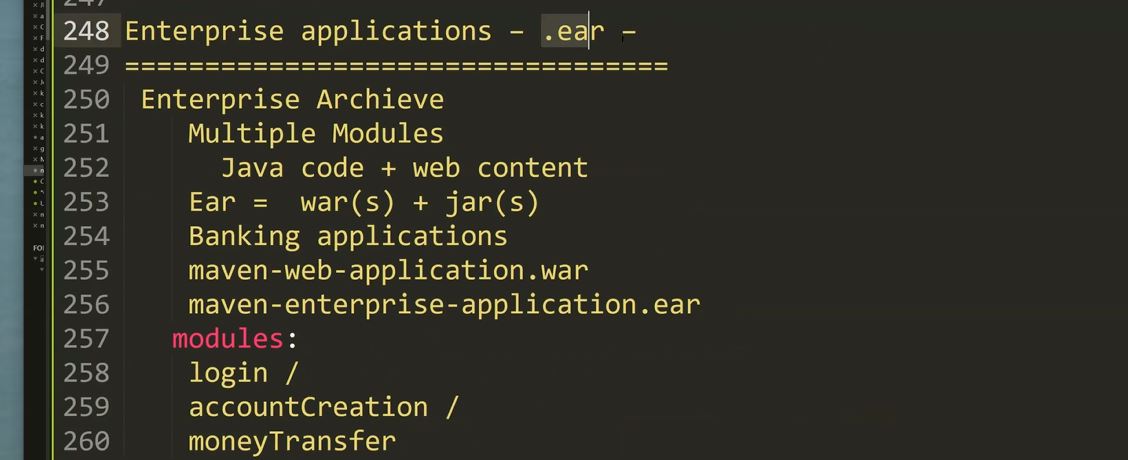 248 Enterprise applications – .ear –
249 ==================================
250 Enterprise Archieve
251 Multiple Modules
252 Java code + web content
253 Ear = war(s) + jar(s)
254 Banking applications
255 maven-web-application.war
256 maven-enterprise-application.ear
257 modules:
258 login /
259 accountCreation /
260 moneyTransfer